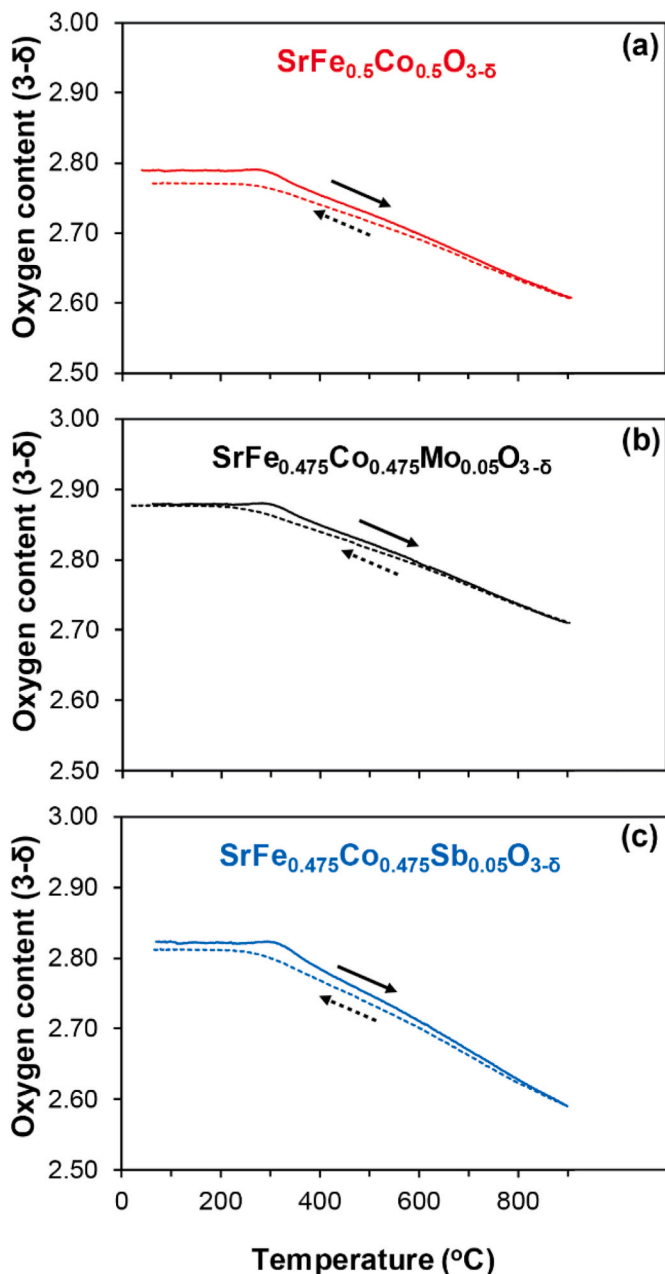 (a)
SrFe0.5Co0.5O3-δ
Oxygen content (3-δ)
3.00
2.90
2.80
2.70
2.60
2.50
(b)
SrFe0.475Co0.475Mo0.05O3-δ
Oxygen content (3-δ)
3.00
2.90
2.80
2.70
2.60
2.50
(c)
SrFe0.475Co0.475Sb0.05O3-δ
Oxygen content (3-δ)
3.00
2.90
2.80
2.70
2.60
2.50
0 200 400 600 800
Temperature (oC)